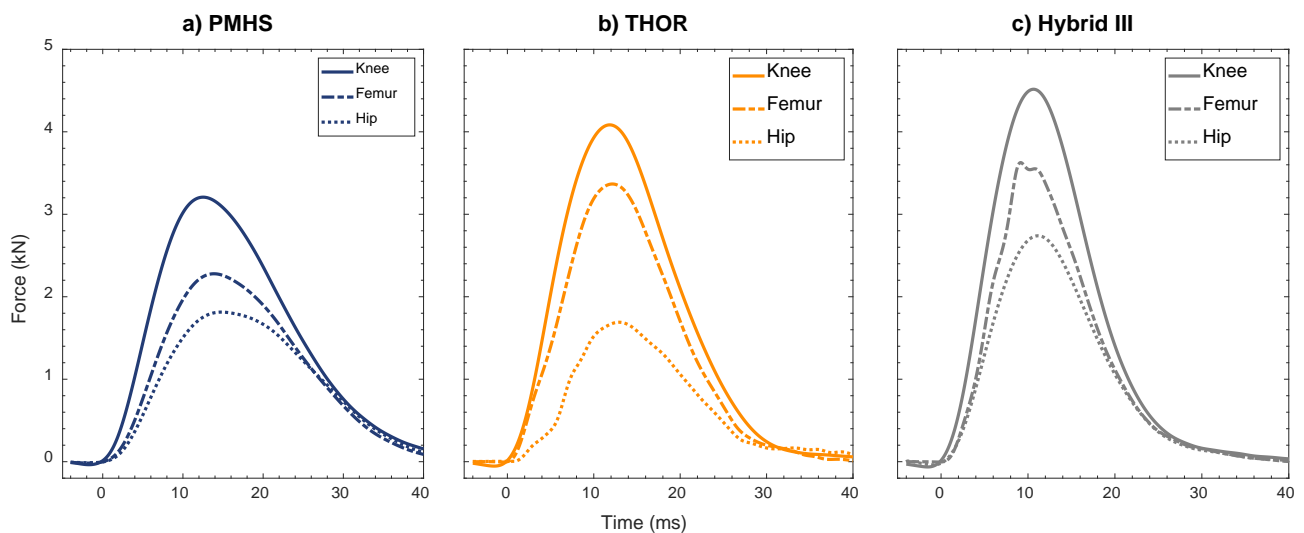 a) PMHS
b) THOR
c) Hybrid III
5
4
3
2
1
0
Force (kN)
Knee
Femur
Hip
Knee
Femur
Hip
Knee
Femur
Hip
0 10 20 30 40
0 10 20 30 40
0 10 20 30 40
Time (ms)